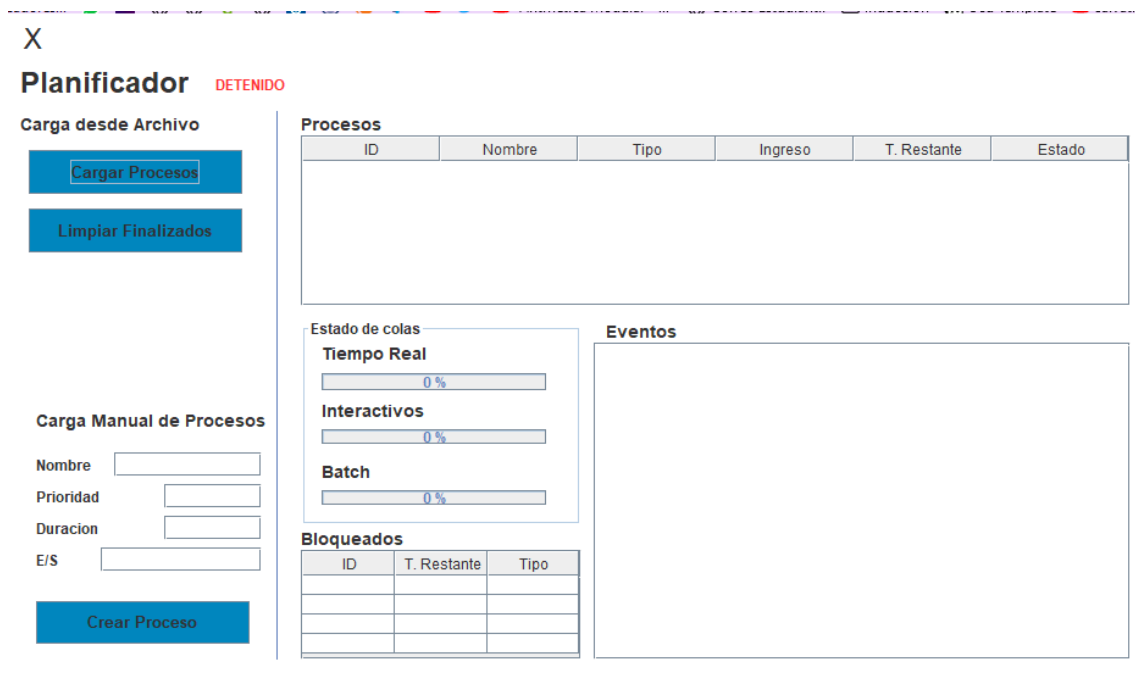 X
Planificador DETENIDO
Carga desde Archivo
Cargar Procesos
Limpiar Finalizados
Carga Manual de Procesos
Nombre
Prioridad
Duracion
E/S
Crear Proceso
Procesos
ID Nombre Tipo Ingreso T. Restante Estado
Estado de colas
Tiempo Real
0 %
Interactivos
0 %
Batch
0 %
Bloqueados
ID T. Restante Tipo
Eventos